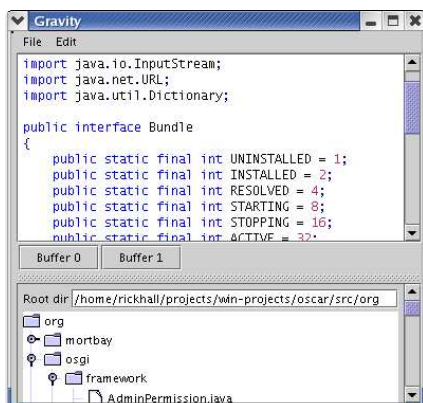 Gravity
File Edit
import java.io.InputStream;
import java.net.URL;
import java.util.Dictionary;
public interface Bundle
{
public static final int UNINSTALLED = 1;
public static final int INSTALLED = 2;
public static final int RESOLVED = 4;
public static final int STARTING = 8;
public static final int STOPPING = 16;
public static final int ACTIVE = 32;
Buffer 0 Buffer 1
Root dir /home/rickhall/projects/win-projects/oscar/src/org
org
mortbay
osgi
framework
AdminPermission.java